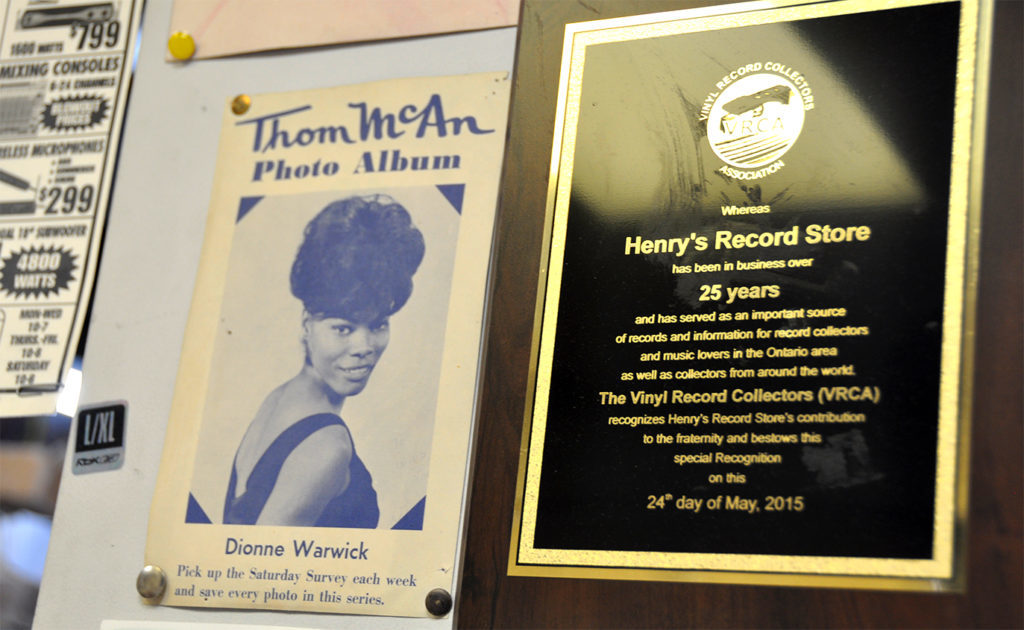 $799
1600 WATTS
MIXING CONSOLES
CHANNELS
PRICES
MICROPHONES
$299
18" SUBWOOFER
4800
WATTS
MON-WED
10-7
THURS.-FRI.
10-8
SATURDAY
10-6
L/XL
Thom McAn
Photo Album
Dionne Warwick
Pick up the Saturday Survey each week
and save every photo in this series.
VINYL RECORD COLLECTORS
VRCA
ASSOCIATION
Whereas
Henry's Record Store
has been in business over
25 years
and has served as an important source
of records and information for record collectors
and music lovers in the Ontario area
as well as collectors from around the world.
The Vinyl Record Collectors (VRCA)
recognizes Henry's Record Store's contribution
to the fraternity and bestows this
special Recognition
on this
24th day of May, 2015